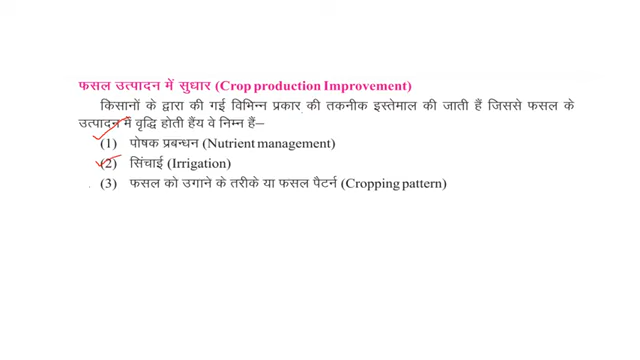 फसल उत्पादन में सुधार (Crop production Improvement)
किसानों के द्वारा की गई विभिन्न प्रकार की तकनीक इस्तेमाल की जाती हैं जिससे फसल के
उत्पादन में वृद्धि होती हैंय वे निम्न हैं–
(1) पोषक प्रबन्धन (Nutrient management)
(2) सिंचाई (Irrigation)
(3) फसल को उगाने के तरीके या फसल पैटर्न (Cropping pattern)